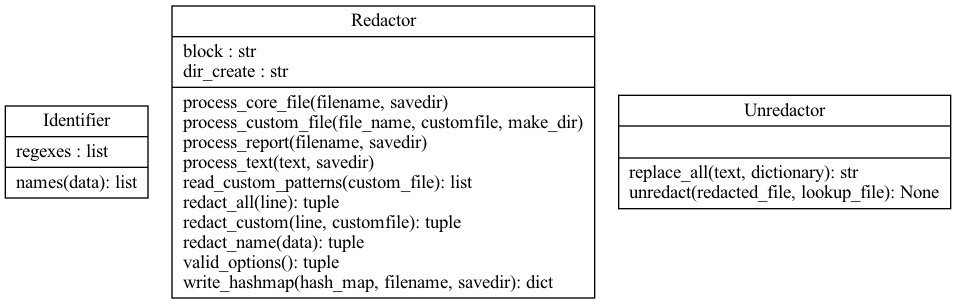 Identifier
regexes : list
names(data): list
Redactor
block : str
dir_create : str
process_core_file(filename, savedir)
process_custom_file(file_name, customfile, make_dir)
process_report(filename, savedir)
process_text(text, savedir)
read_custom_patterns(custom_file): list
redact_all(line): tuple
redact_custom(line, customfile): tuple
redact_name(data): tuple
valid_options(): tuple
write_hashmap(hash_map, filename, savedir): dict
Unredactor
replace_all(text, dictionary): str
unredact(redacted_file, lookup_file): None